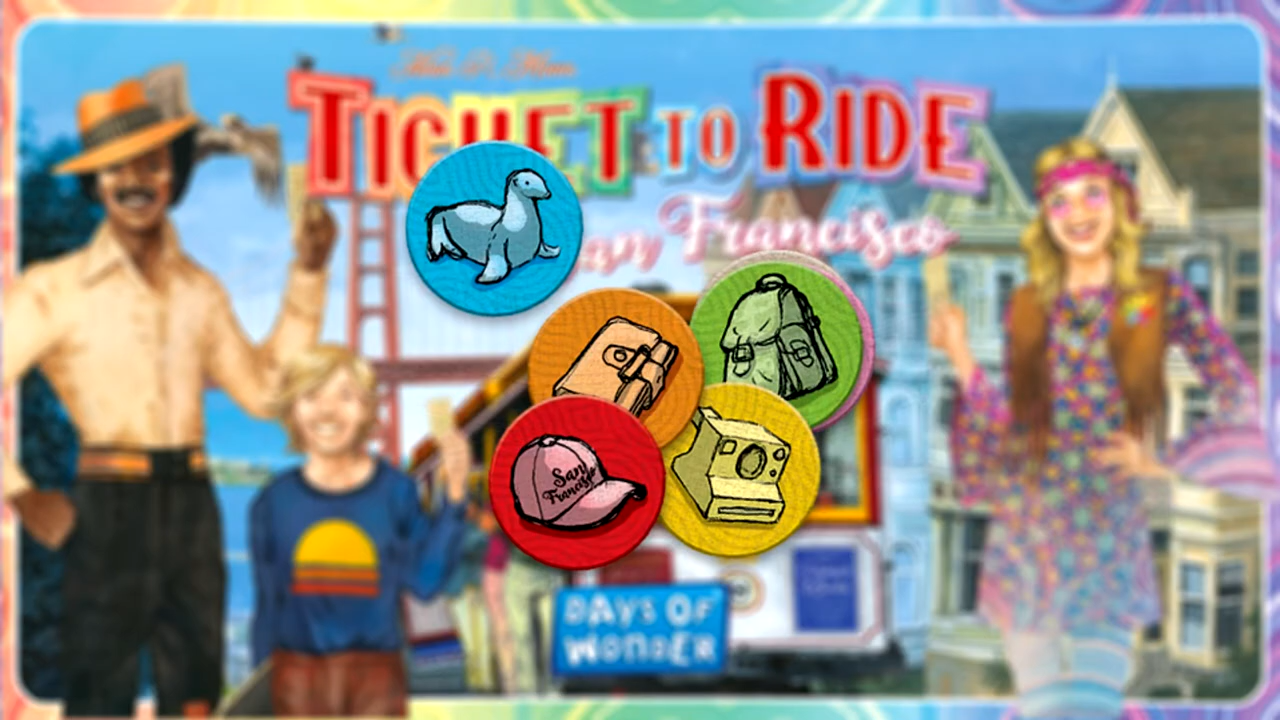 TICKET TO RIDE
San Francisco
San
Francisco
DAYS OF
WONDER